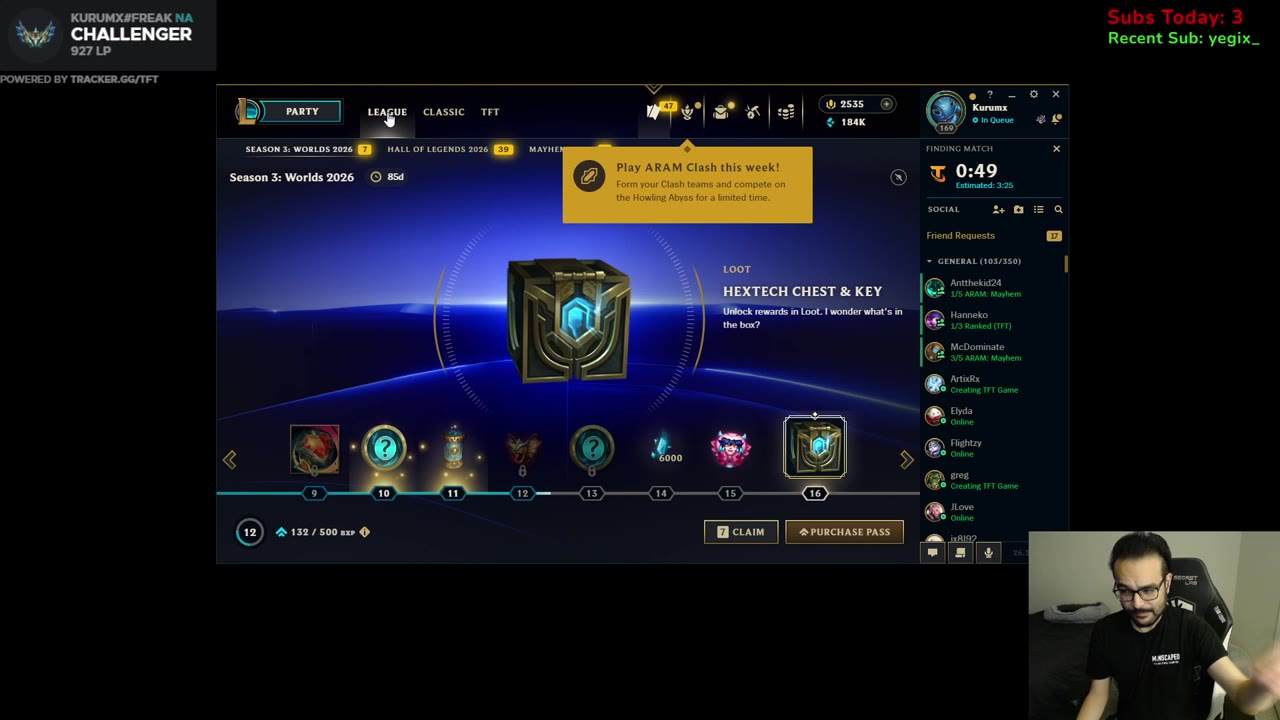 KURUMX#FREAK NA
CHALLENGER
927 LP
POWERED BY TRACKER.GG/TFT
Subs Today: 3
Recent Sub: yegix_
PARTY
LEAGUE
CLASSIC
TFT
47
2535
184K
169
Kurumx
In Queue
SEASON 3: WORLDS 2026 7
HALL OF LEGENDS 2026 39
Season 3: Worlds 2026
85d
Play ARAM Clash this week!
Form your Clash teams and compete on
the Howling Abyss for a limited time.
FINDING MATCH
0:49
Estimated: 3:25
SOCIAL
Friend Requests
17
GENERAL (103/350)
Antthekid24
1/5 ARAM: Mayhem
Hanneko
1/3 Ranked (TFT)
McDominate
3/5 ARAM: Mayhem
ArtixRx
Creating TFT Game
Elyda
Online
Flightzy
Online
greg
Creating TFT Game
JLove
Online
LOOT
HEXTECH CHEST & KEY
Unlock rewards in Loot. I wonder what's in
the box?
6000
9
10
11
12
13
14
15
16
12
132 / 500 BXP
7 CLAIM
PURCHASE PASS
SECRET
LAB
MANSCAPED